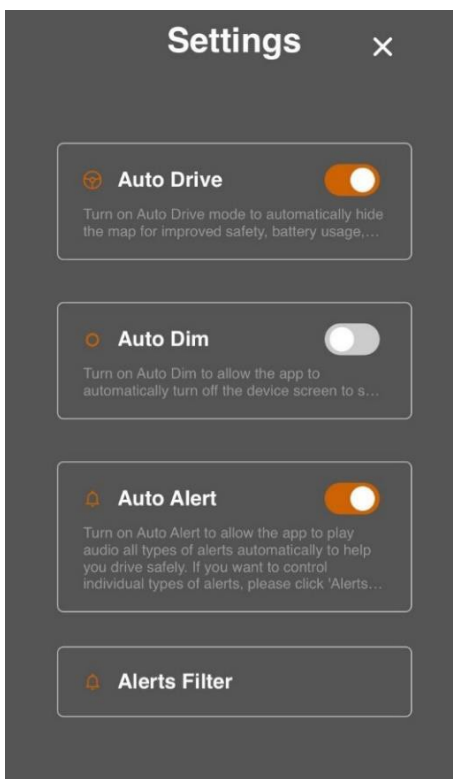 Settings
Auto Drive
Turn on Auto Drive mode to automatically hide
the map for improved safety, battery usage,...
Auto Dim
Turn on Auto Dim to allow the app to
automatically turn off the device screen to s...
Auto Alert
Turn on Auto Alert to allow the app to play
audio all types of alerts automatically to help
you drive safely. If you want to control
individual types of alerts, please click 'Alerts...
Alerts Filter